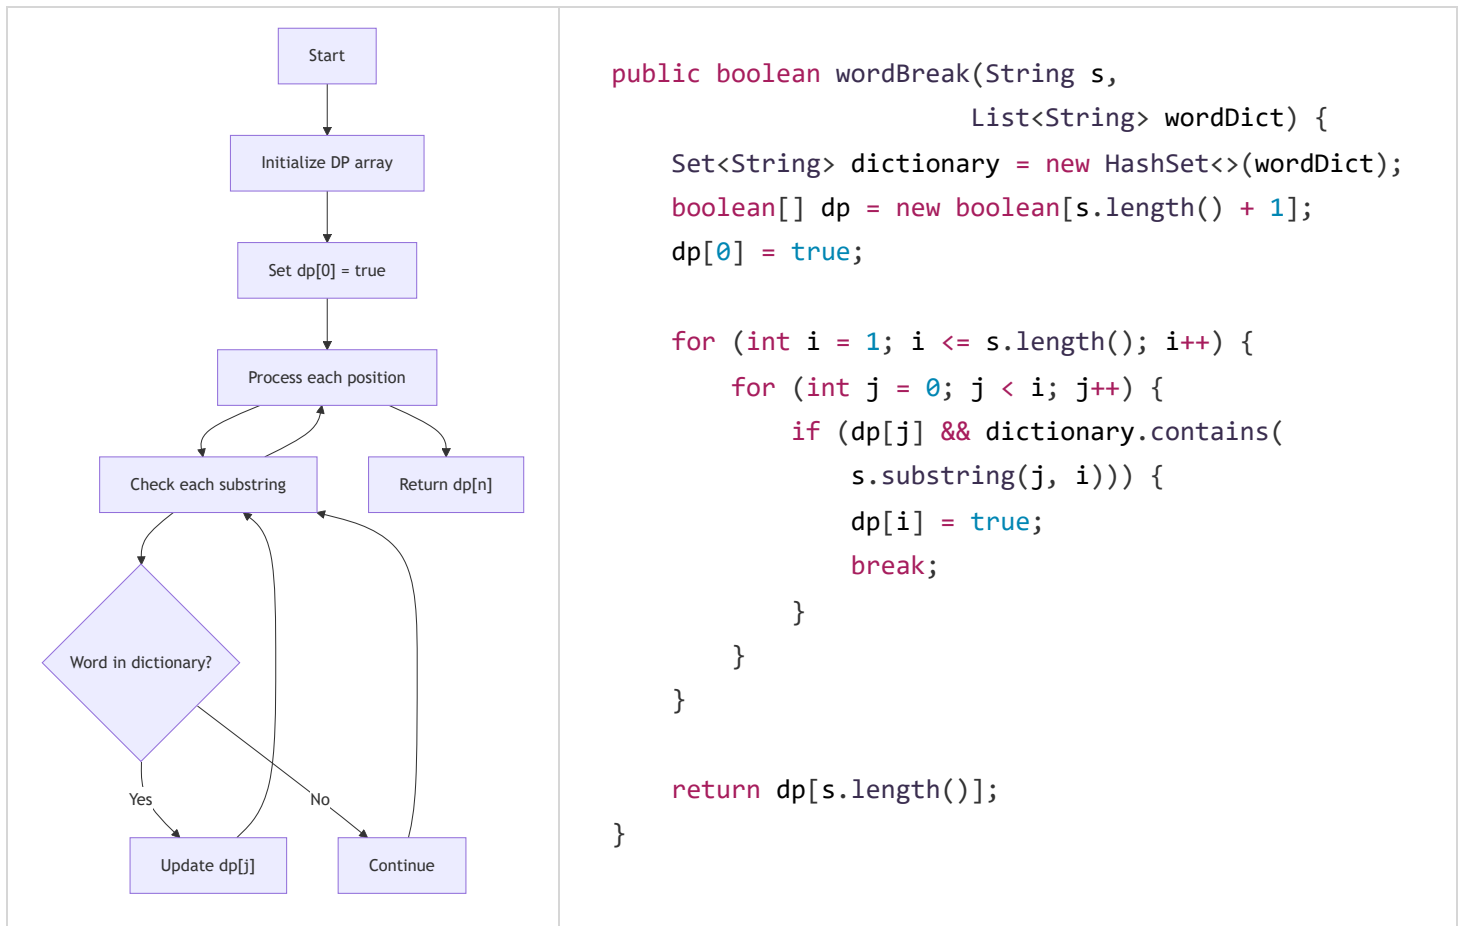 Start
Initialize DP array
Set dp[0] = true
Process each position
Check each substring
Return dp[n]
Word in dictionary?
Yes
No
Update dp[j]
Continue
public boolean wordBreak(String s,
                        List<String> wordDict) {
    Set<String> dictionary = new HashSet<>(wordDict);
    boolean[] dp = new boolean[s.length() + 1];
    dp[0] = true;

    for (int i = 1; i <= s.length(); i++) {
        for (int j = 0; j < i; j++) {
            if (dp[j] && dictionary.contains(
                s.substring(j, i))) {
                dp[i] = true;
                break;
            }
        }
    }

    return dp[s.length()];
}